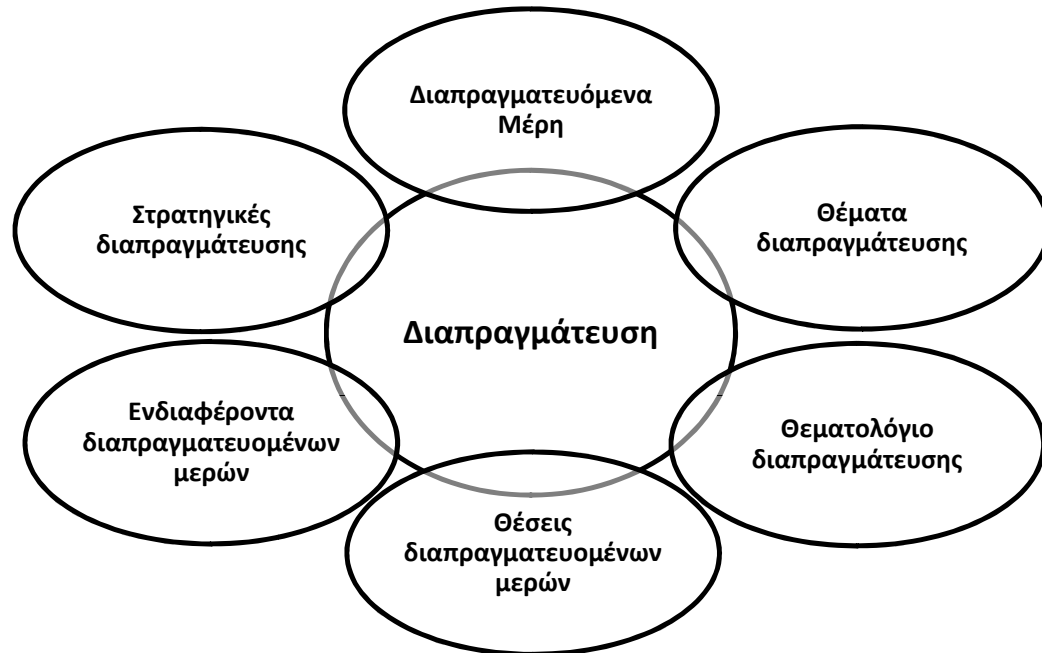 Διαπραγματευόμενα
Μέρη
Στρατηγικές
διαπραγμάτευσης
Θέματα
διαπραγμάτευσης
Διαπραγμάτευση
Ενδιαφέροντα
διαπραγματευομένων
μερών
Θεματολόγιο
διαπραγμάτευσης
Θέσεις
διαπραγματευομένων
μερών